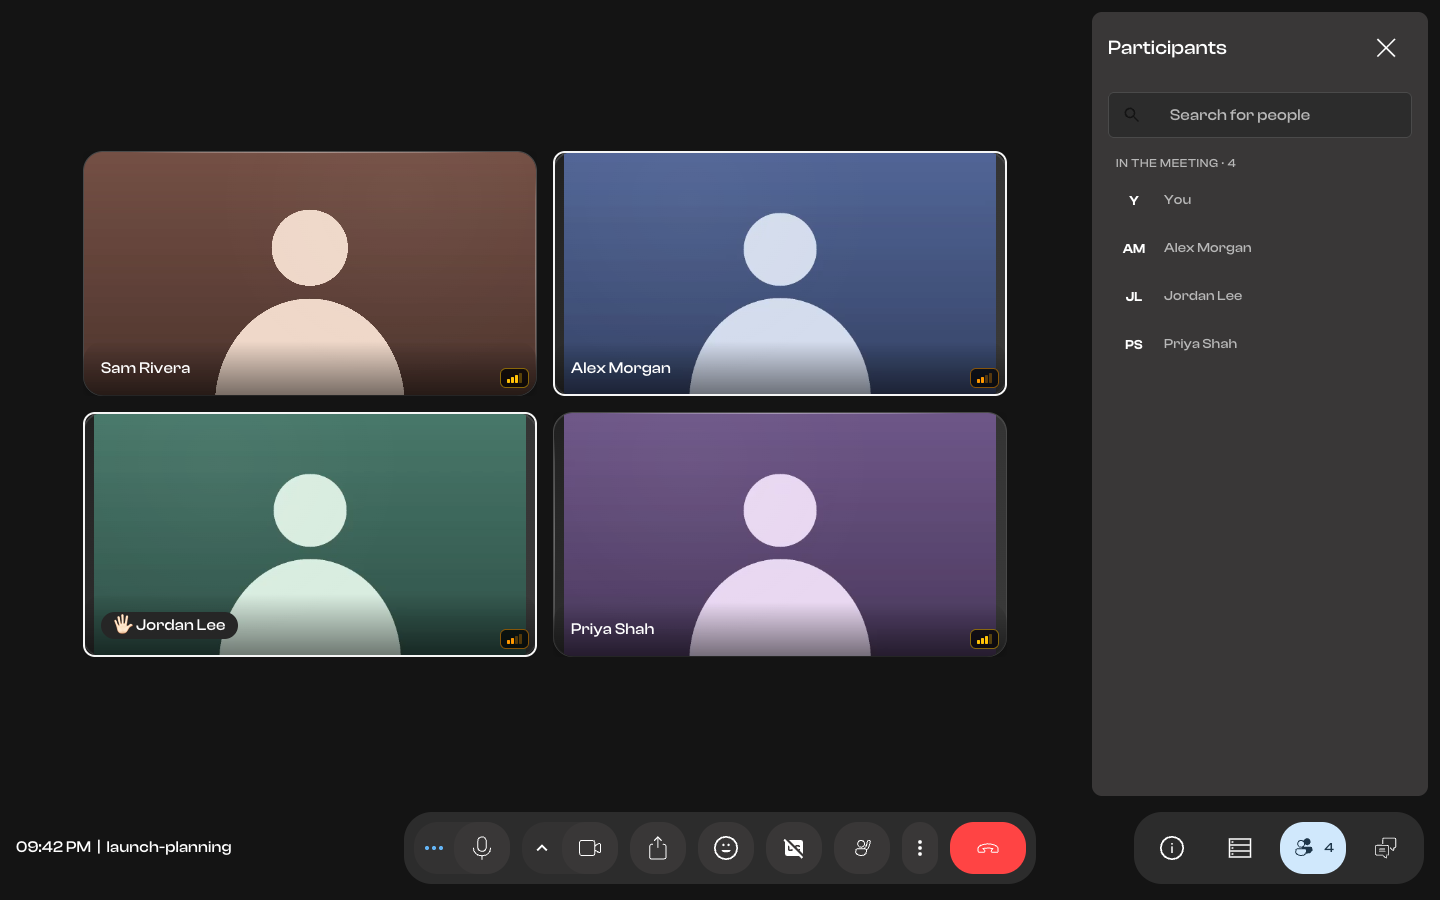 Participants
Search for people
IN THE MEETING · 4
Y You
AM Alex Morgan
JL Jordan Lee
PS Priya Shah
Sam Rivera
Alex Morgan
🖐🏻 Jordan Lee
Priya Shah
09:42 PM | launch-planning
4